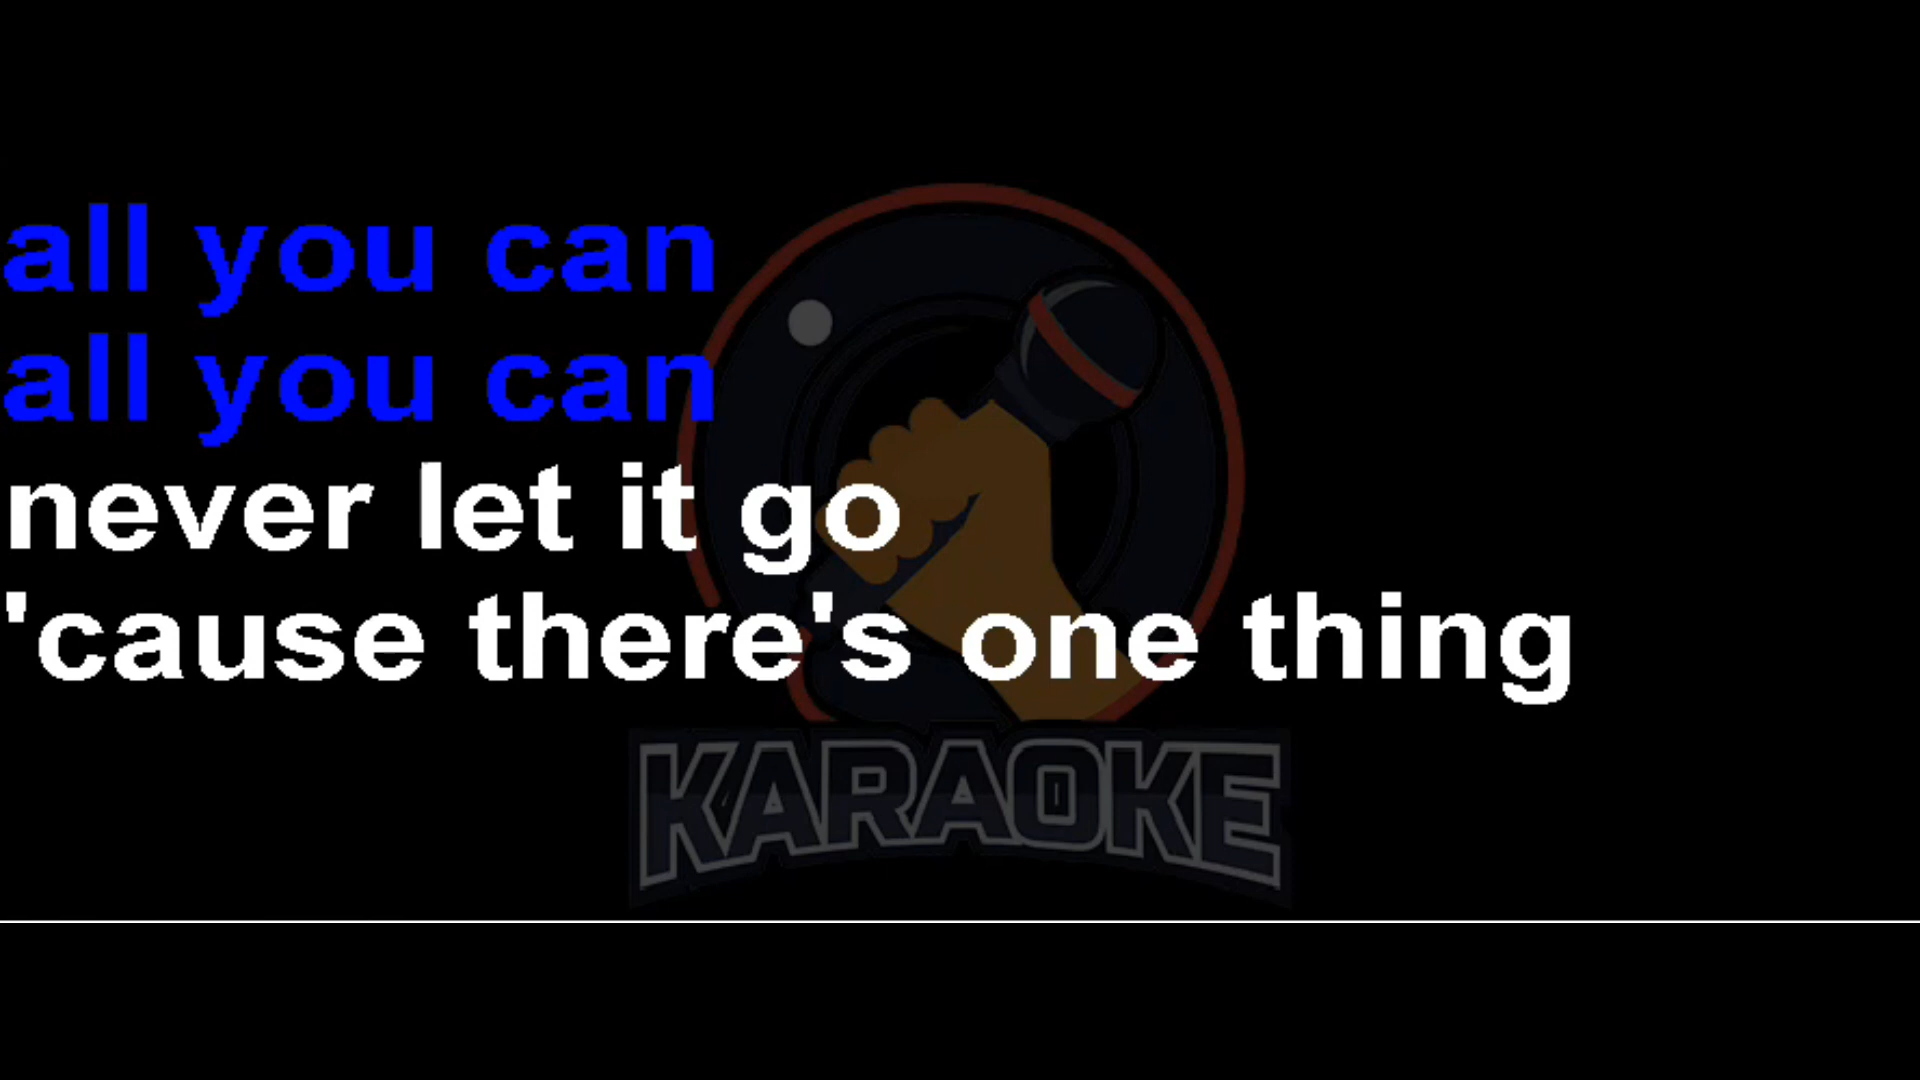 all you can
all you can
never let it go
'cause there's one thing
KARAOKE